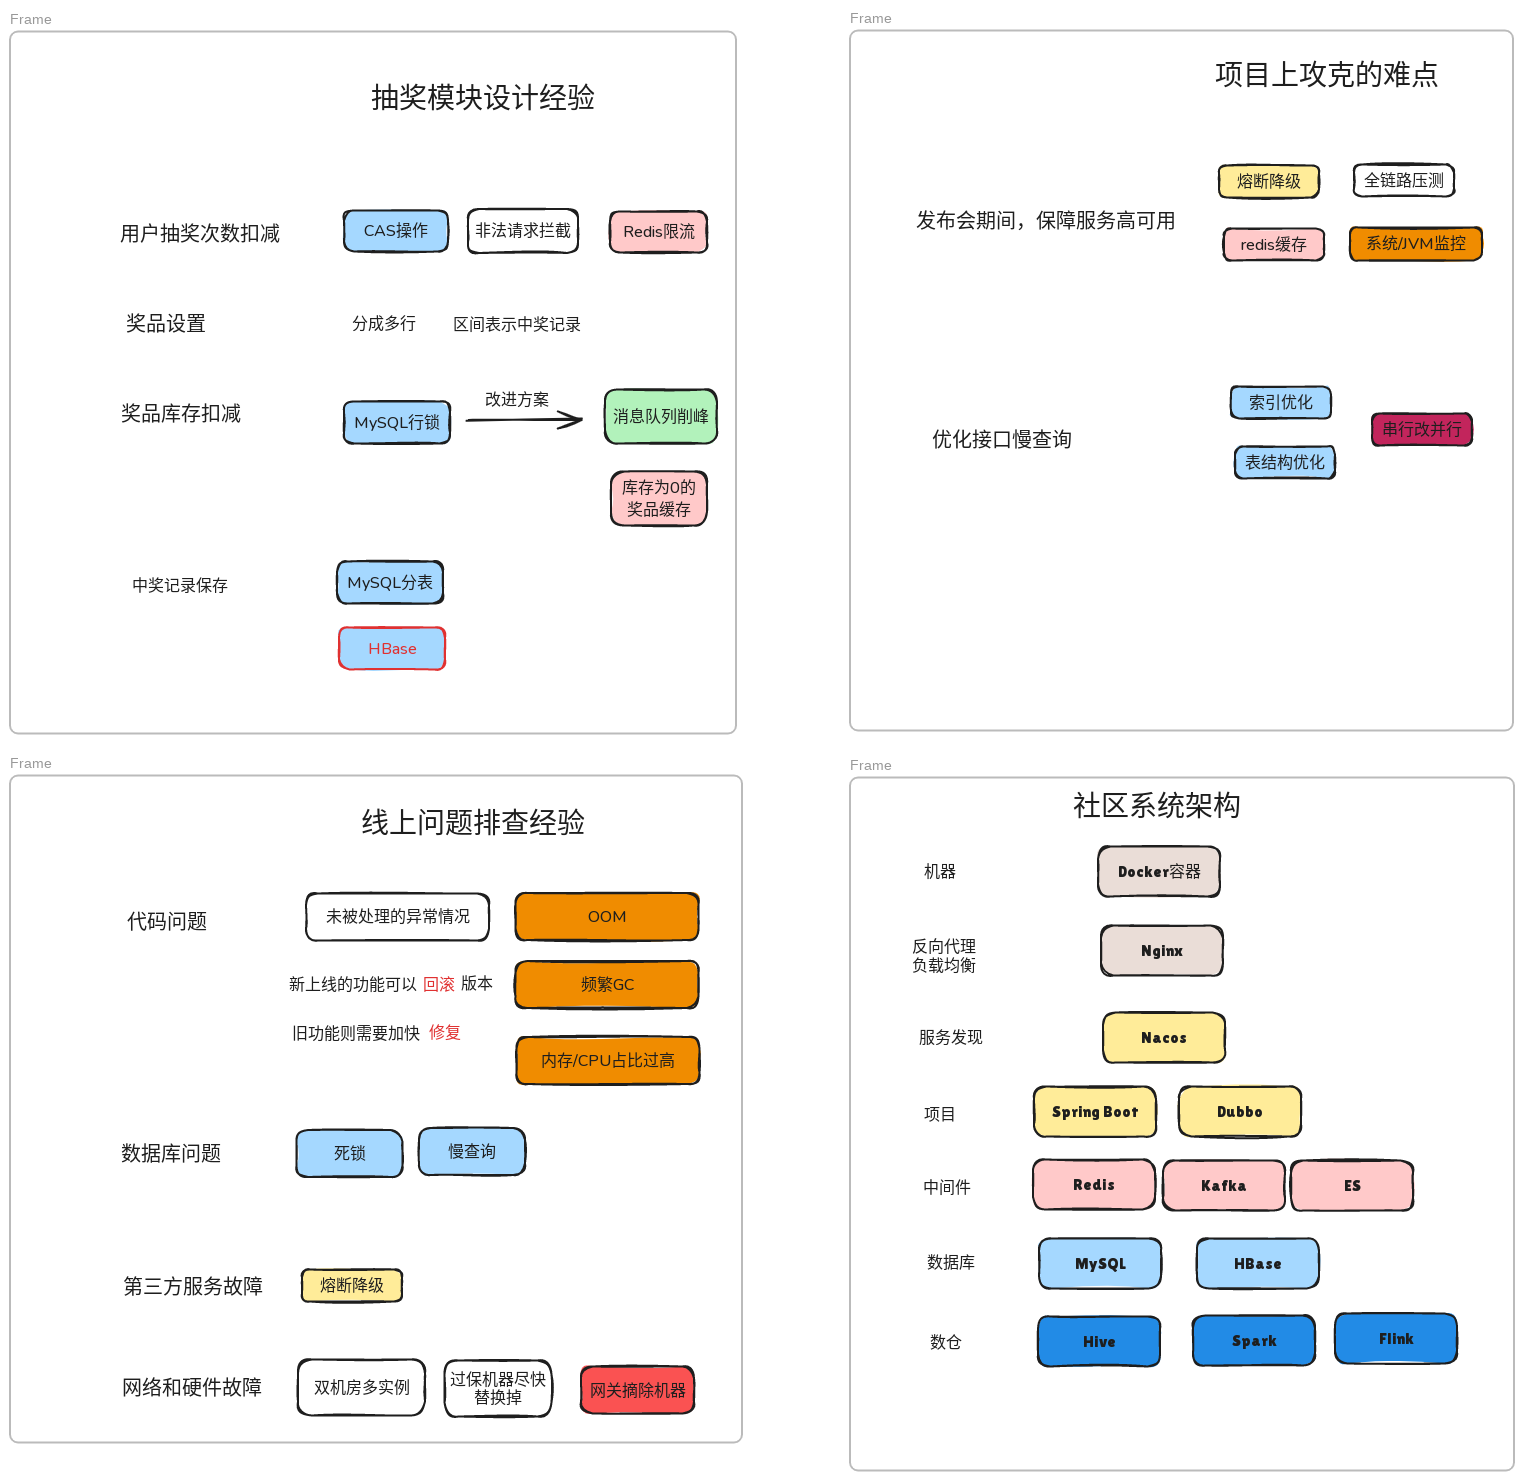 Frame
抽奖模块设计经验
用户抽奖次数扣减
CAS操作
非法请求拦截
Redis限流
奖品设置
分成多行
区间表示中奖记录
奖品库存扣减
MySQL行锁
改进方案
消息队列削峰
库存为0的
奖品缓存
中奖记录保存
MySQL分表
HBase
Frame
项目上攻克的难点
发布会期间，保障服务高可用
熔断降级
全链路压测
redis缓存
系统/JVM监控
优化接口慢查询
索引优化
串行改并行
表结构优化
Frame
线上问题排查经验
代码问题
未被处理的异常情况
OOM
新上线的功能可以 回滚 版本
频繁GC
旧功能则需要加快 修复
内存/CPU占比过高
数据库问题
死锁
慢查询
第三方服务故障
熔断降级
网络和硬件故障
双机房多实例
过保机器尽快
替换掉
网关摘除机器
Frame
社区系统架构
机器
Docker容器
反向代理
负载均衡
Nginx
服务发现
Nacos
项目
Spring Boot
Dubbo
中间件
Redis
Kafka
ES
数据库
MySQL
HBase
数仓
Hive
Spark
Flink